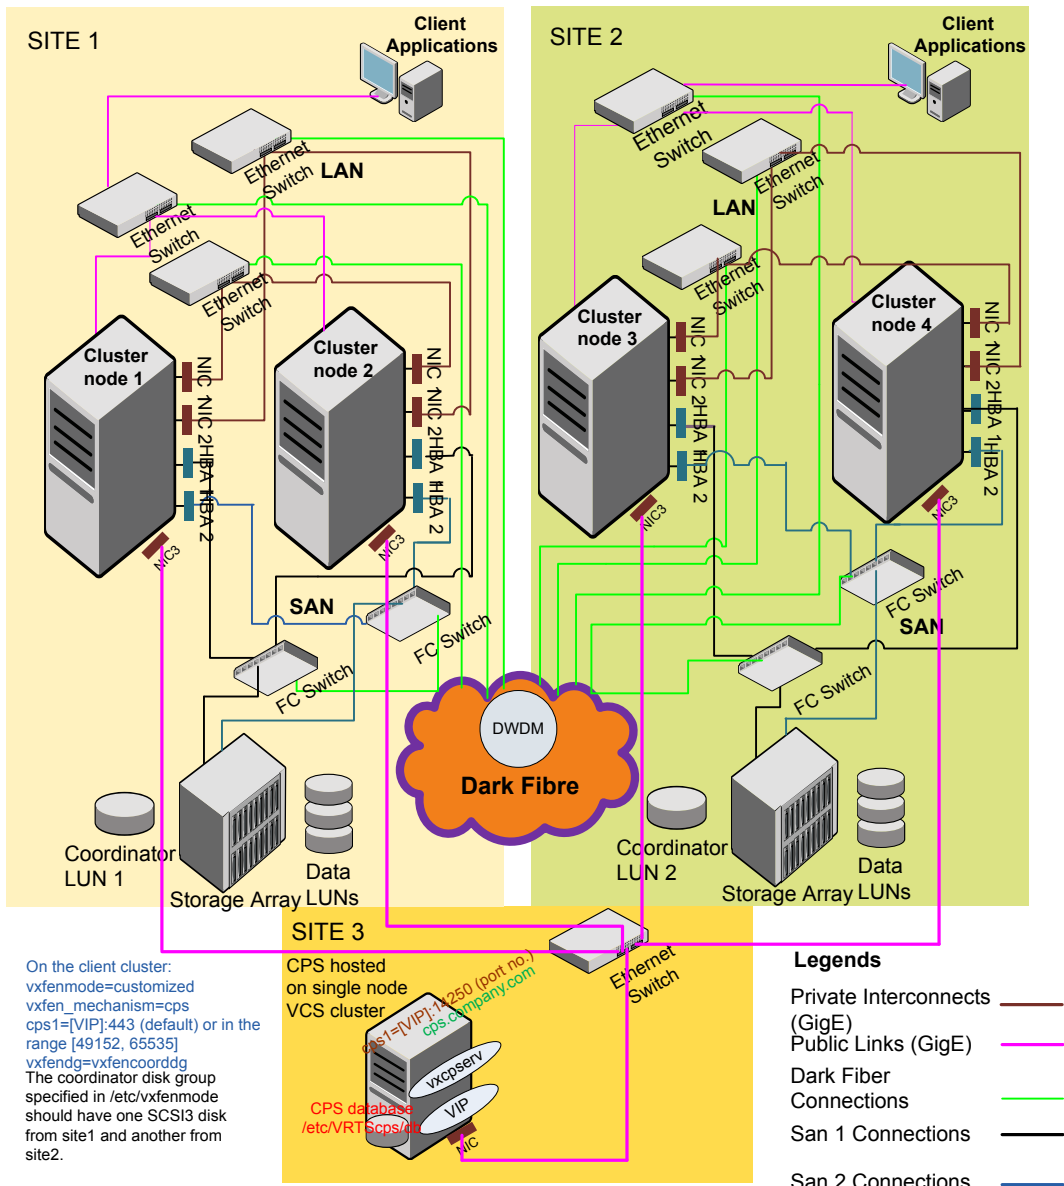 SITE 1
Client
Applications
Ethernet
Switch
LAN
Ethernet
Switch
Ethernet
Switch
Cluster
node 1
NIC 1
NIC 2
HBA 1
HBA 2
NIC3
Cluster
node 2
NIC 1
NIC 2
HBA 1
HBA 2
NIC3
SAN
FC Switch
FC Switch
Coordinator
LUN 1
Storage Array
Data
LUNs
SITE 2
Client
Applications
Ethernet
Switch
Ethernet
Switch
LAN
Ethernet
Switch
Cluster
node 3
NIC 1
NIC 2
HBA 1
HBA 2
NIC3
Cluster
node 4
NIC 1
NIC 2
HBA 1
HBA 2
NIC3
FC Switch
SAN
FC Switch
Coordinator
LUN 2
Storage Array
Data
LUNs
DWDM
Dark Fibre
SITE 3
CPS hosted
on single node
VCS cluster
Ethernet
Switch
cps1=[VIP]:14250 (port no.)
cps.company.com
vxcpserv
VIP
CPS database
/etc/VRTScps/db
NIC
On the client cluster:
vxfenmode=customized
vxfen_mechanism=cps
cps1=[VIP]:443 (default) or in the
range [49152, 65535]
vxfendg=vxfencoorddg
The coordinator disk group
specified in /etc/vxfenmode
should have one SCSI3 disk
from site1 and another from
site2.
Legends
Private Interconnects
(GigE)
Public Links (GigE)
Dark Fiber
Connections
San 1 Connections
San 2 Connections